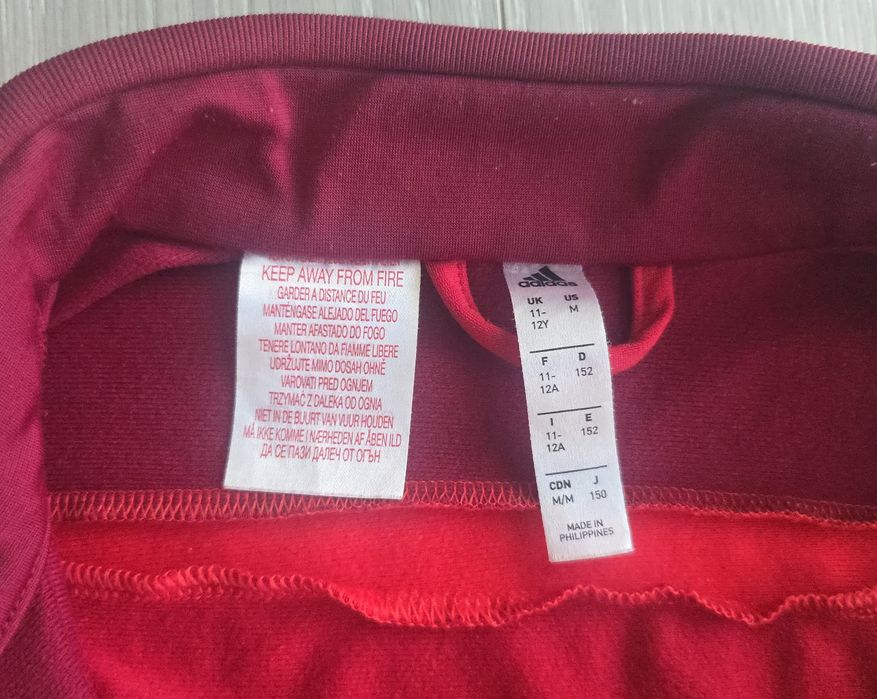 KEEP AWAY FROM FIRE
GARDER A DISTANCE DU FEU
MANTÉNGASE ALEJADO DEL FUEGO
MANTER AFASTADO DO FOGO
TENERE LONTANO DA FIAMME LIBERE
UDRŽUJTE MIMO DOSAH OHNĚ
VAROVATI PRED OGNJEM
TRZYMAĆ Z DALEKA OD OGNIA
NIET IN DE BUURT VAN VUUR HOUDEN
MÅ IKKE KOMME I NÆRHEDEN AF ÅBEN ILD
ДА СЕ ПАЗИ ДАЛЕЧ ОТ ОГЪН
adidas
UK US
11- M
12Y
F D
11- 152
12A
I E
11- 152
12A
CDN J
M/M 150
MADE IN
PHILIPPINES